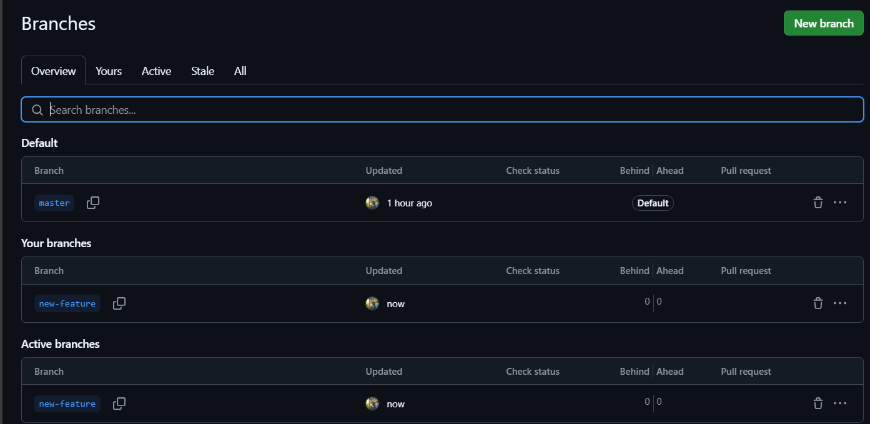 Branches
New branch
Overview Yours Active Stale All
Search branches...
Default
Branch Updated Check status Behind Ahead Pull request
master 1 hour ago Default
Your branches
Branch Updated Check status Behind Ahead Pull request
new-feature now 0 0
Active branches
Branch Updated Check status Behind Ahead Pull request
new-feature now 0 0